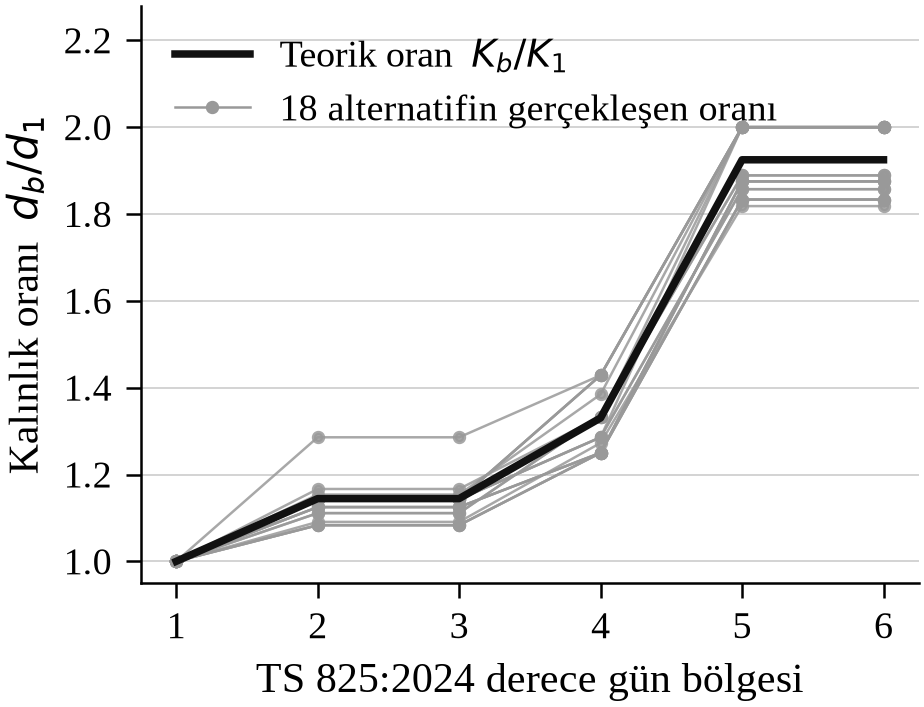 2.2
2.0
1.8
1.6
1.4
1.2
1.0
Kalınlık oranı d_b/d_1
Teorik oran K_b/K_1
18 alternatifin gerçekleşen oranı
1 2 3 4 5 6
TS 825:2024 derece gün bölgesi